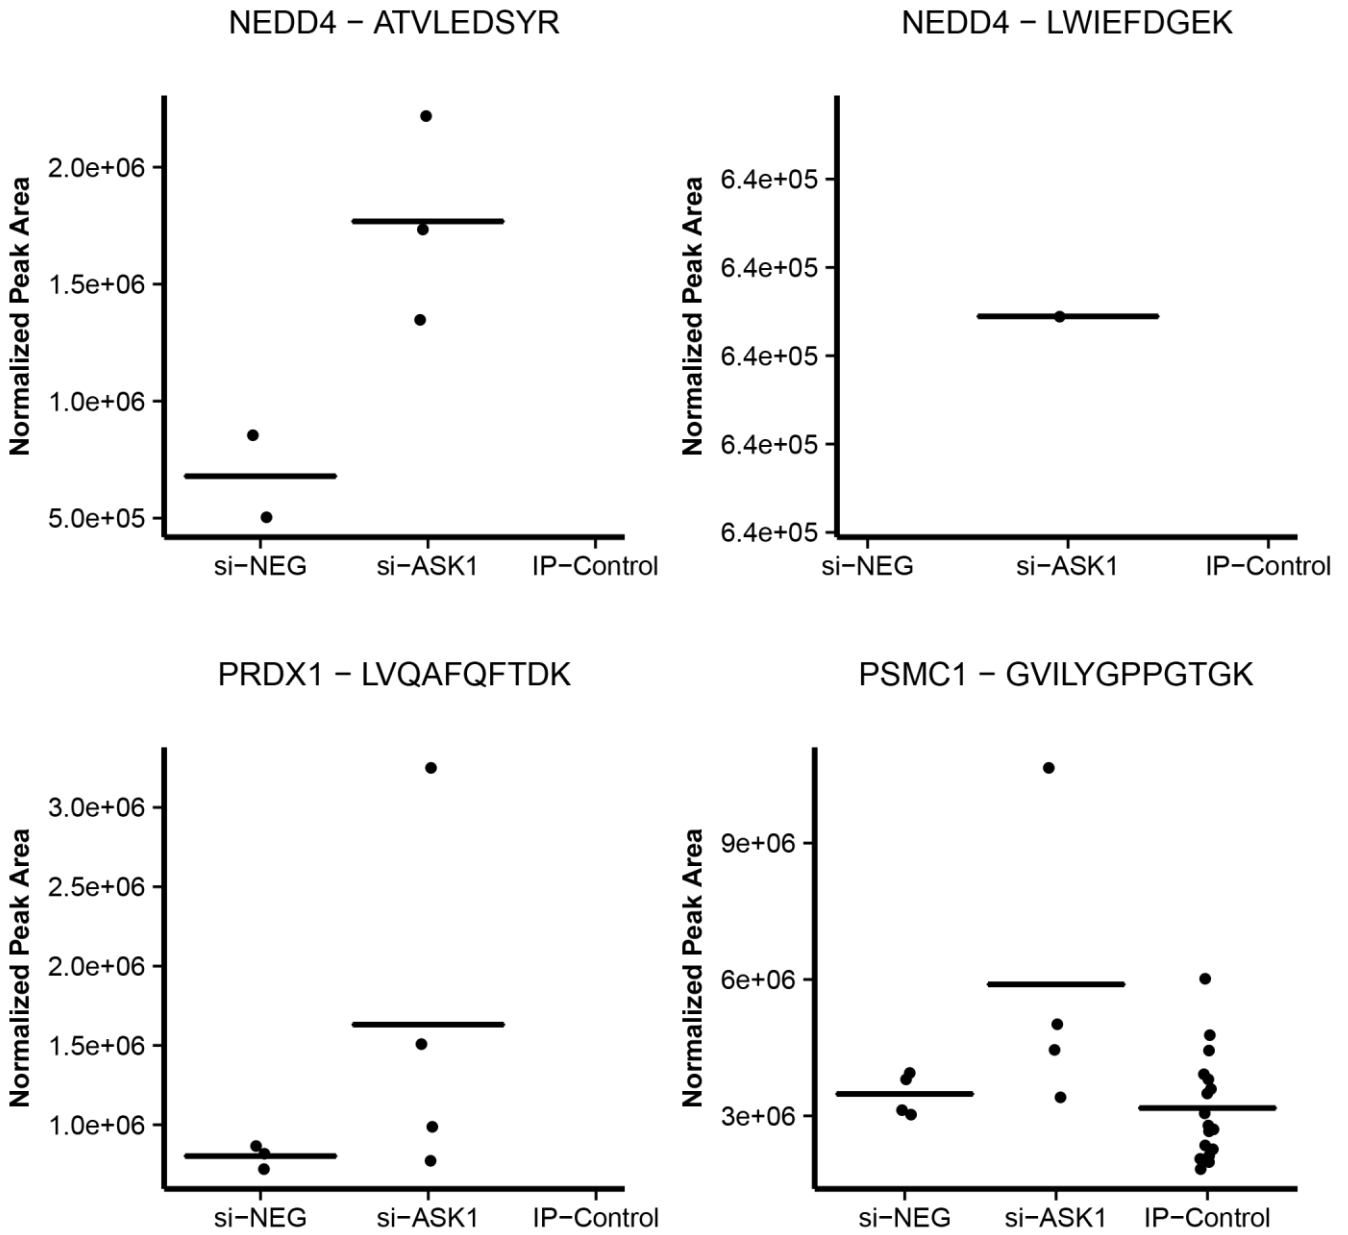 NEDD4 − ATVLEDSYR
Normalized Peak Area
2.0e+06
1.5e+06
1.0e+06
5.0e+05
si−NEG si−ASK1 IP−Control
NEDD4 − LWIEFDGEK
Normalized Peak Area
6.4e+05
6.4e+05
6.4e+05
6.4e+05
6.4e+05
si−NEG si−ASK1 IP−Control
PRDX1 − LVQAFQFTDK
Normalized Peak Area
3.0e+06
2.5e+06
2.0e+06
1.5e+06
1.0e+06
si−NEG si−ASK1 IP−Control
PSMC1 − GVILYGPPGTGK
Normalized Peak Area
9e+06
6e+06
3e+06
si−NEG si−ASK1 IP−Control